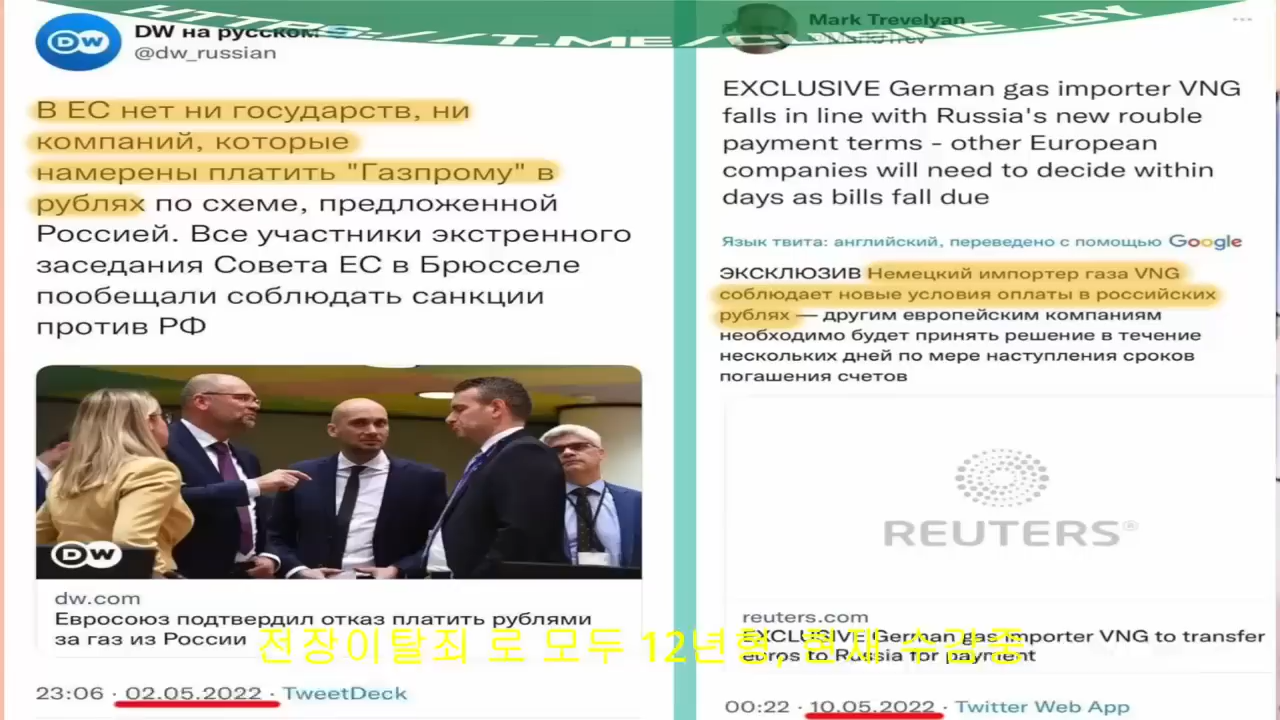 HTTPS://T.ME/
DW на русском
@dw_russian
В ЕС нет ни государств, ни
компаний, которые
намерены платить "Газпрому" в
рублях по схеме, предложенной
Россией. Все участники экстренного
заседания Совета ЕС в Брюсселе
пообещали соблюдать санкции
против РФ
DW
dw.com
Евросоюз подтвердил отказ платить рублями
за газ из России
23:06 · 02.05.2022 · TweetDeck
Mark Trevelyan
EXCLUSIVE German gas importer VNG
falls in line with Russia's new rouble
payment terms - other European
companies will need to decide within
days as bills fall due
Язык твита: английский, переведено с помощью Google
ЭКСКЛЮЗИВ Немецкий импортер газа VNG
соблюдает новые условия оплаты в российских
рублях — другим европейским компаниям
необходимо будет принять решение в течение
нескольких дней по мере наступления сроков
погашения счетов
REUTERS
reuters.com
EXCLUSIVE German gas importer VNG to transfer
euros to Russia for payment
00:22 · 10.05.2022 · Twitter Web App
전장이탈죄 로 모두 12년형, 현재 수감중